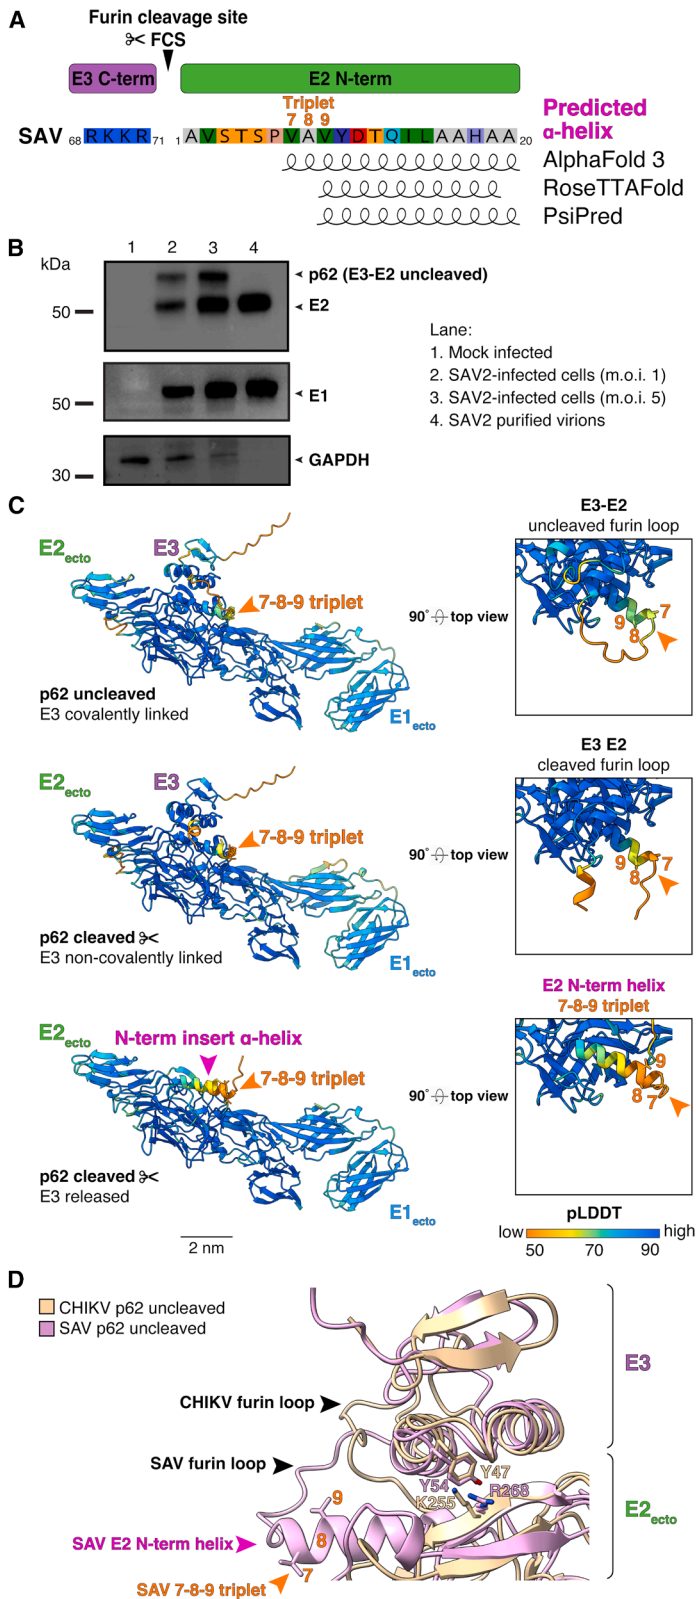 A
Furin cleavage site
FCS
E3 C-term
E2 N-term
Triplet
7 8 9
SAV 68 RKKR 71 1 AVSTSPVAVYDTQILAAHAA 20
Predicted
α-helix
AlphaFold 3
RoseTTAFold
PsiPred
B
kDa
1 2 3 4
p62 (E3-E2 uncleaved)
50
E2
50
E1
30
GAPDH
Lane:
1. Mock infected
2. SAV2-infected cells (m.o.i. 1)
3. SAV2-infected cells (m.o.i. 5)
4. SAV2 purified virions
C
E2ecto
E3
7-8-9 triplet
p62 uncleaved
E3 covalently linked
E1ecto
90° top view
E3-E2
uncleaved furin loop
9 8 7
E2ecto
E3
7-8-9 triplet
p62 cleaved
E3 non-covalently linked
E1ecto
90° top view
E3 E2
cleaved furin loop
9 8 7
E2ecto
N-term insert α-helix
7-8-9 triplet
p62 cleaved
E3 released
E1ecto
90° top view
E2 N-term helix
7-8-9 triplet
9
8 7
2 nm
pLDDT
low high
50 70 90
D
CHIKV p62 uncleaved
SAV p62 uncleaved
E3
CHIKV furin loop
SAV furin loop
Y47
Y54
R268
K255
E2ecto
9
8
SAV E2 N-term helix
7
SAV 7-8-9 triplet